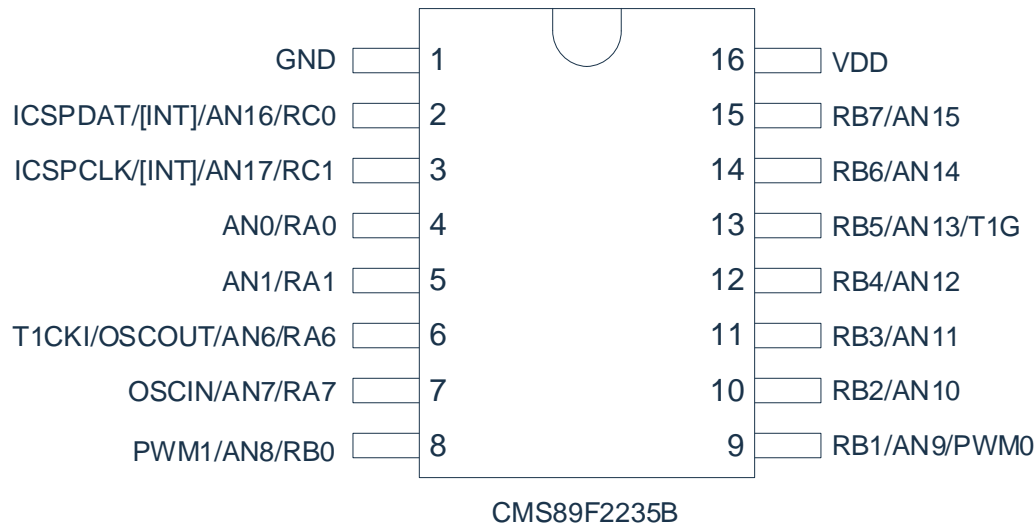 GND 1 16 VDD
ICSPDAT/[INT]/AN16/RC0 2 15 RB7/AN15
ICSPCLK/[INT]/AN17/RC1 3 14 RB6/AN14
AN0/RA0 4 13 RB5/AN13/T1G
AN1/RA1 5 12 RB4/AN12
T1CKI/OSCOUT/AN6/RA6 6 11 RB3/AN11
OSCIN/AN7/RA7 7 10 RB2/AN10
PWM1/AN8/RB0 8 9 RB1/AN9/PWM0
CMS89F2235B